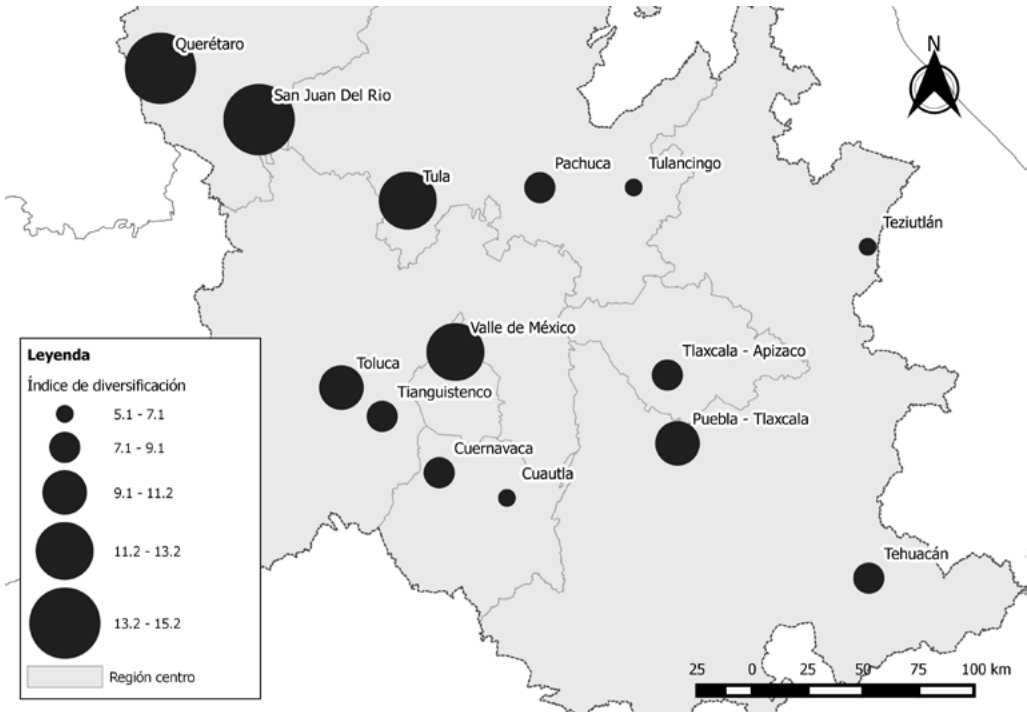 Querétaro
N
San Juan Del Rio
Pachuca
Tulancingo
Tula
Teziutlán
Valle de México
Toluca
Tlaxcala - Apizaco
Tianguistenco
Puebla - Tlaxcala
Cuernavaca
Cuautla
Tehuacán
Leyenda
Índice de diversificación
5.1 - 7.1
7.1 - 9.1
9.1 - 11.2
11.2 - 13.2
13.2 - 15.2
Región centro
25 0 25 50 75 100 km